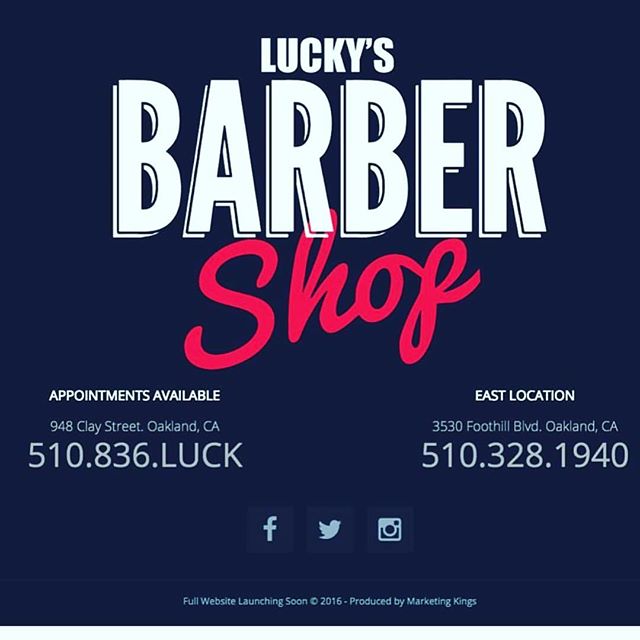 LUCKY'S
BARBER
Shop
APPOINTMENTS AVAILABLE
948 Clay Street. Oakland, CA
510.836.LUCK
EAST LOCATION
3530 Foothill Blvd. Oakland, CA
510.328.1940
Full Website Launching Soon © 2016 - Produced by Marketing Kings